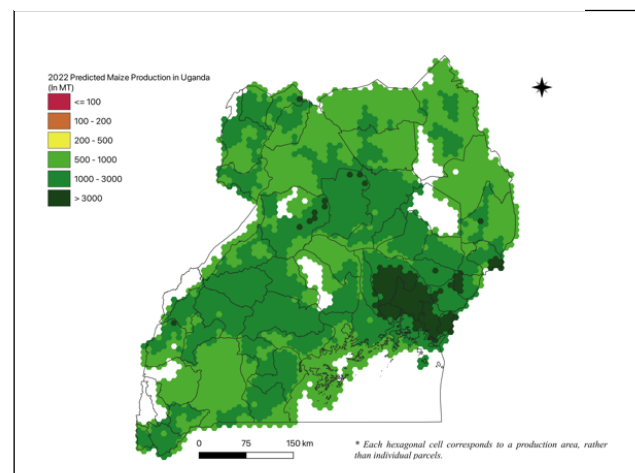 2022 Predicted Maize Production in Uganda
(In MT)
<= 100
100 - 200
200 - 500
500 - 1000
1000 - 3000
> 3000
0 75 150 km
* Each hexagonal cell corresponds to a production area, rather
than individual parcels.